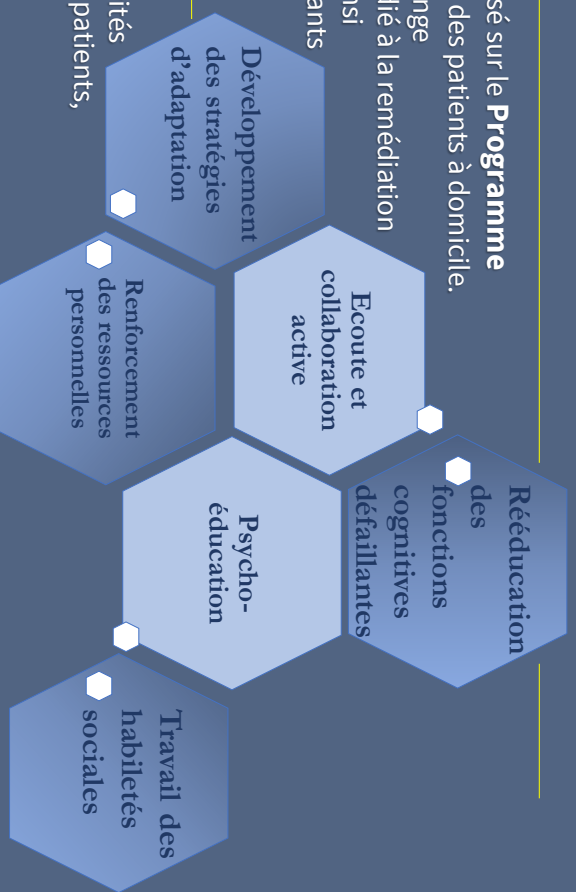 sé sur le Programme
des patients à domicile.
nge
dié à la remédiation
nsi
ants
ités
patients,
Développement
des stratégies
d'adaptation
Ecoute et
collaboration
active
Renforcement
des ressources
personnelles
Rééducation
des
fonctions
cognitives
défaillantes
Psycho-
éducation
Travail des
habiletés
sociales